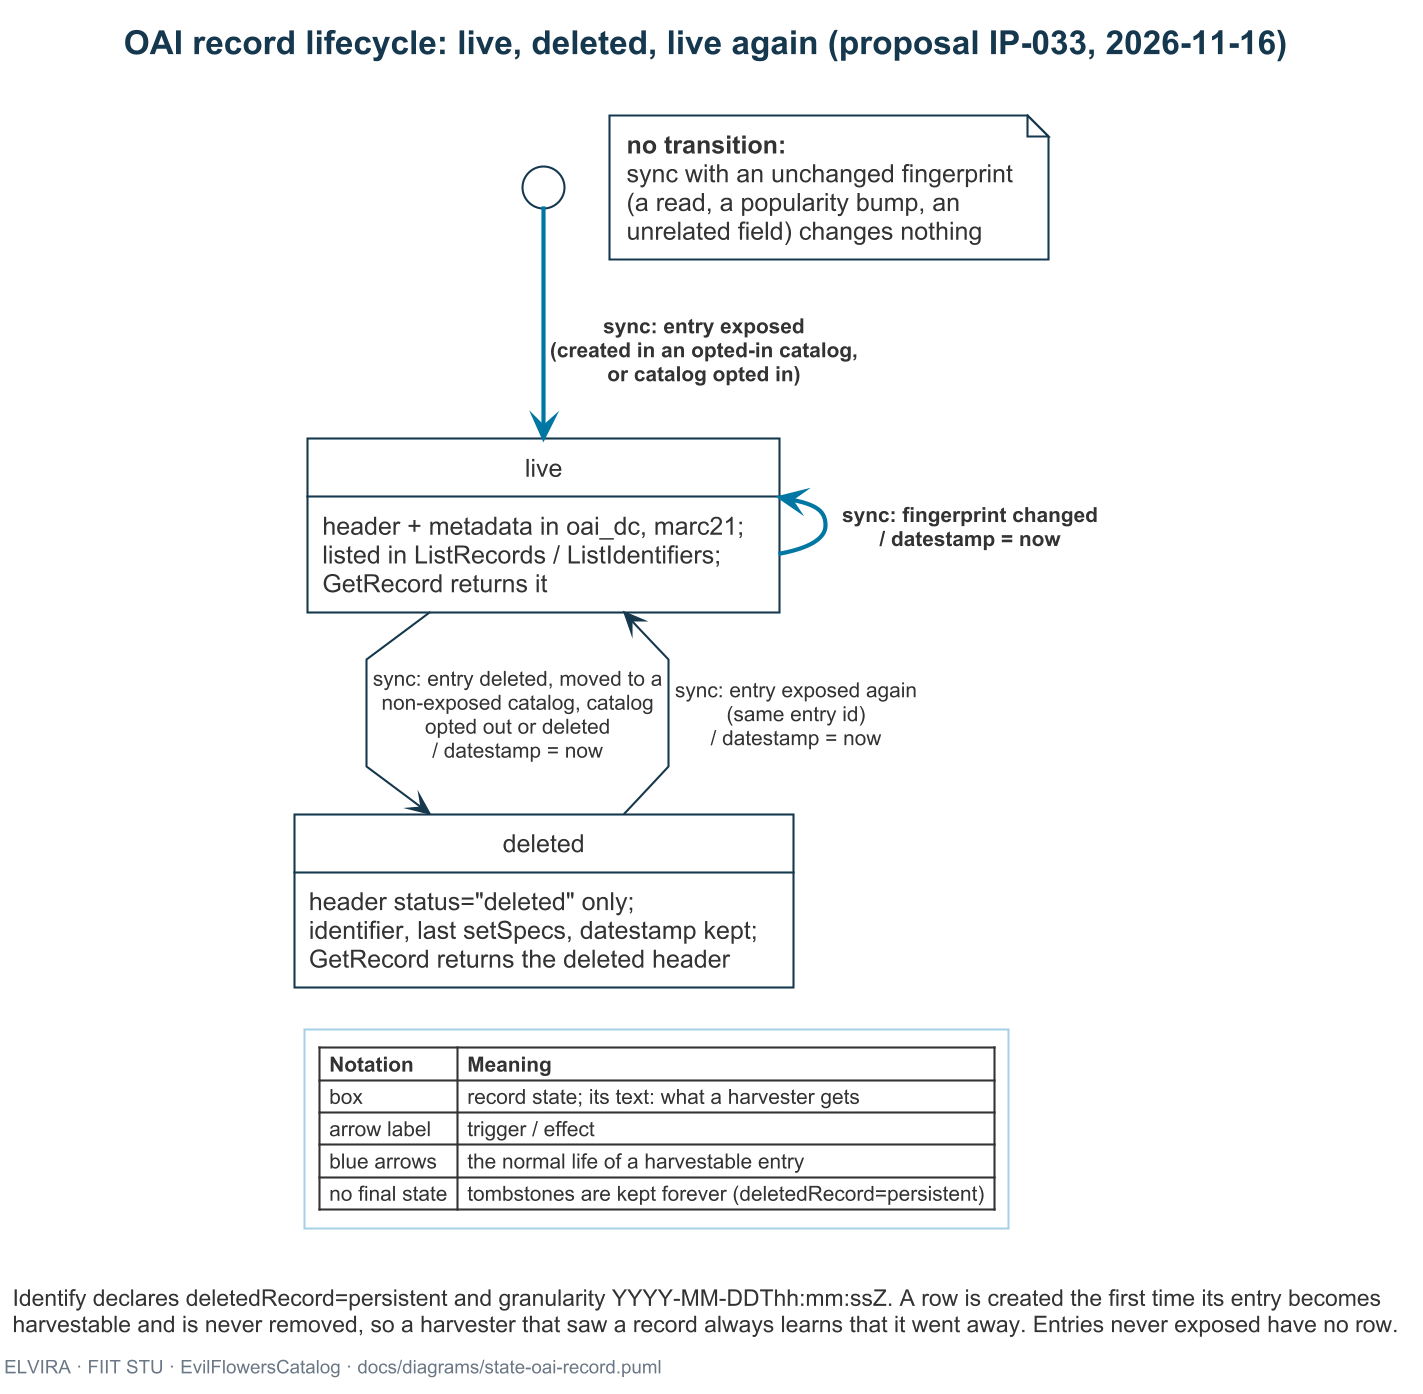 OAI record lifecycle: live, deleted, live again (proposal IP-033, 2026-11-16)
no transition:
sync with an unchanged fingerprint
(a read, a popularity bump, an
unrelated field) changes nothing
sync: entry exposed
(created in an opted-in catalog,
or catalog opted in)
live
header + metadata in oai_dc, marc21;
listed in ListRecords / ListIdentifiers;
GetRecord returns it
sync: fingerprint changed
/ datestamp = now
sync: entry deleted, moved to a
non-exposed catalog, catalog
opted out or deleted
/ datestamp = now
sync: entry exposed again
(same entry id)
/ datestamp = now
deleted
header status="deleted" only;
identifier, last setSpecs, datestamp kept;
GetRecord returns the deleted header
Notation Meaning
box record state; its text: what a harvester gets
arrow label trigger / effect
blue arrows the normal life of a harvestable entry
no final state tombstones are kept forever (deletedRecord=persistent)
Identify declares deletedRecord=persistent and granularity YYYY-MM-DDThh:mm:ssZ. A row is created the first time its entry becomes
harvestable and is never removed, so a harvester that saw a record always learns that it went away. Entries never exposed have no row.
ELVIRA · FIIT STU · EvilFlowersCatalog · docs/diagrams/state-oai-record.puml